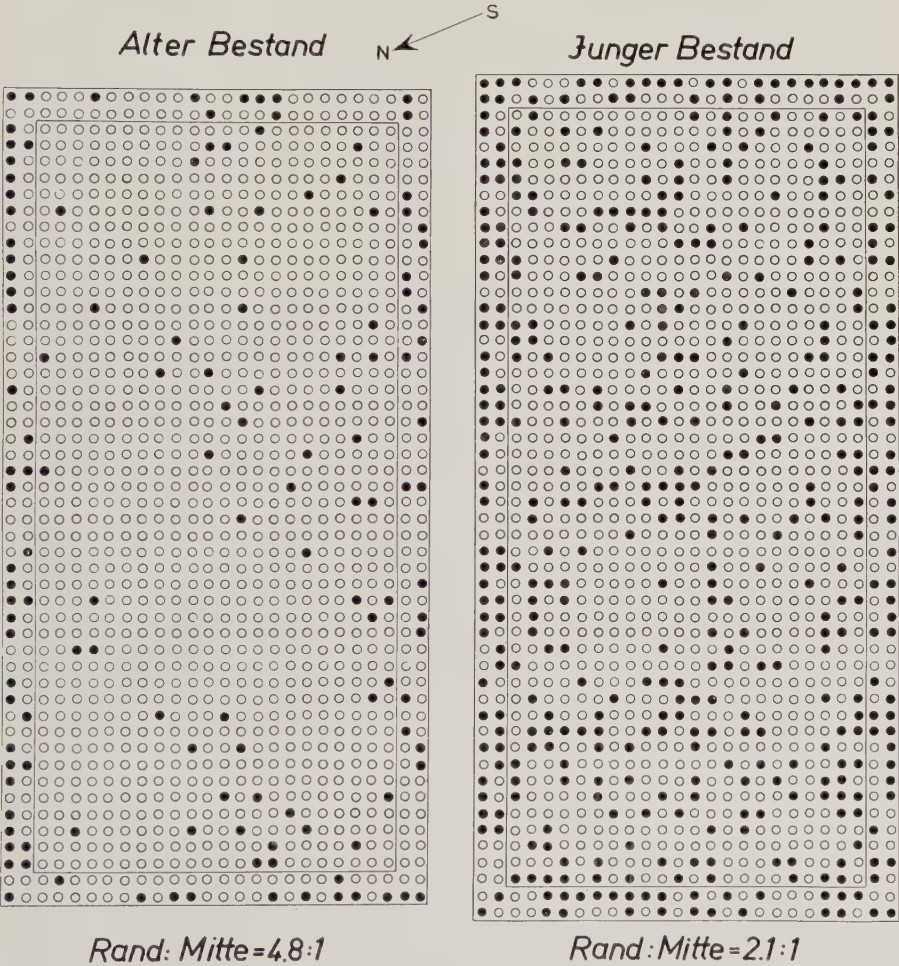 S
Alter Bestand
N
Junger Bestand
Rand: Mitte=4.8:1
Rand: Mitte=2.1:1